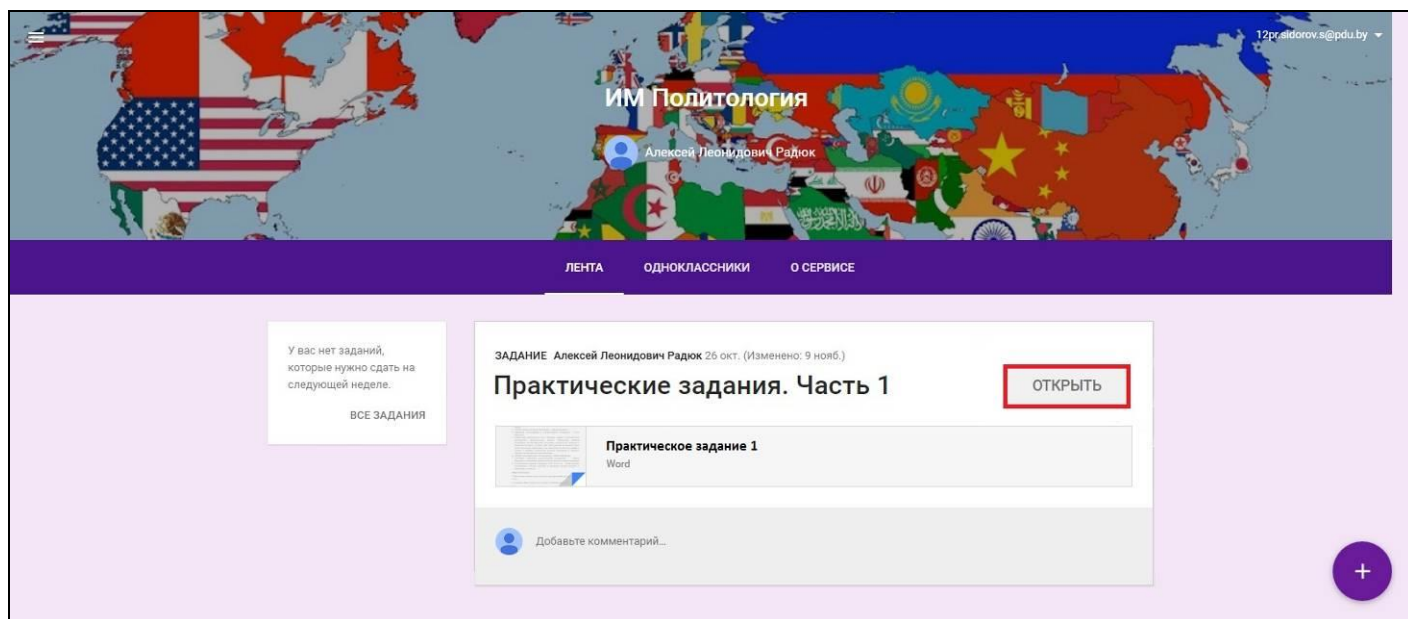 12pr.sidorov.s@pdu.by
ИМ Политология
Алексей Леонидович Радюк
ЛЕНТА ОДНОКЛАССНИКИ О СЕРВИСЕ
У вас нет заданий,
которые нужно сдать на
следующей неделе.
ВСЕ ЗАДАНИЯ
ЗАДАНИЕ Алексей Леонидович Радюк 26 окт. (Изменено: 9 нояб.)
Практические задания. Часть 1
ОТКРЫТЬ
Практическое задание 1
Word
Добавьте комментарий...